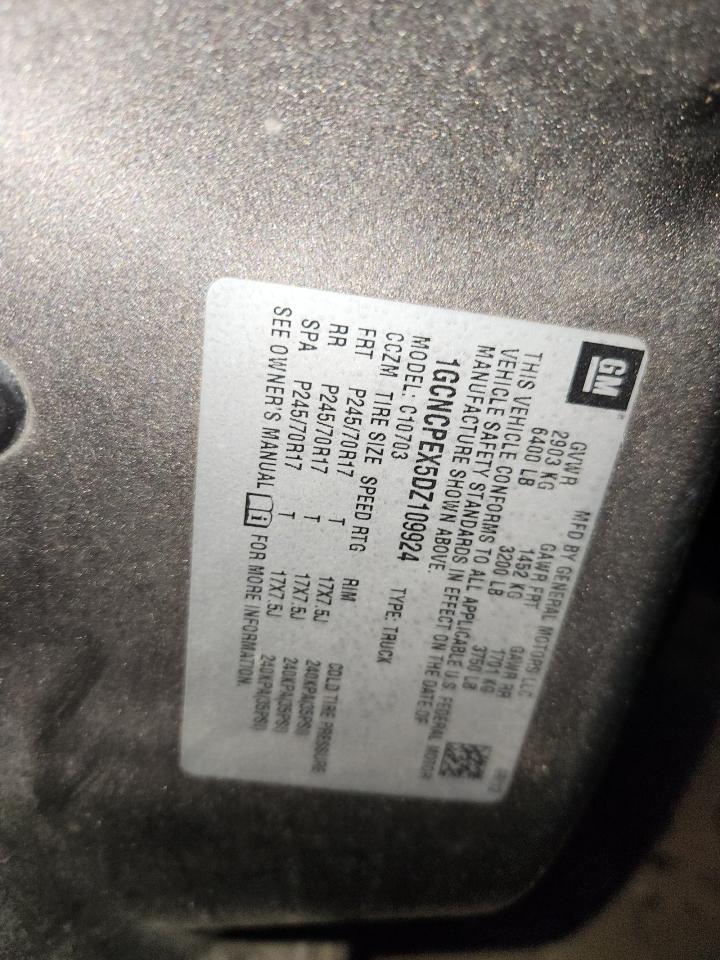 GM
MFD BY GENERAL MOTORS LLC
GVWR GAWR FRT GAWR RR
2903 KG 1452 KG 1701 KG
6400 LB 3200 LB 3750 LB
THIS VEHICLE CONFORMS TO ALL APPLICABLE U.S. FEDERAL MOTOR
VEHICLE SAFETY STANDARDS IN EFFECT ON THE DATE OF
MANUFACTURE SHOWN ABOVE.
1GCNCPEX5DZ109924 TYPE: TRUCK
MODEL: C10703
CCZM TIRE SIZE SPEED RTG RIM COLD TIRE PRESSURE
FRT P245/70R17 T 17X7.5J 240KPA(35PSI)
RR P245/70R17 T 17X7.5J 240KPA(35PSI)
SPA P245/70R17 T 17X7.5J 240KPA(35PSI)
SEE OWNER'S MANUAL FOR MORE INFORMATION.